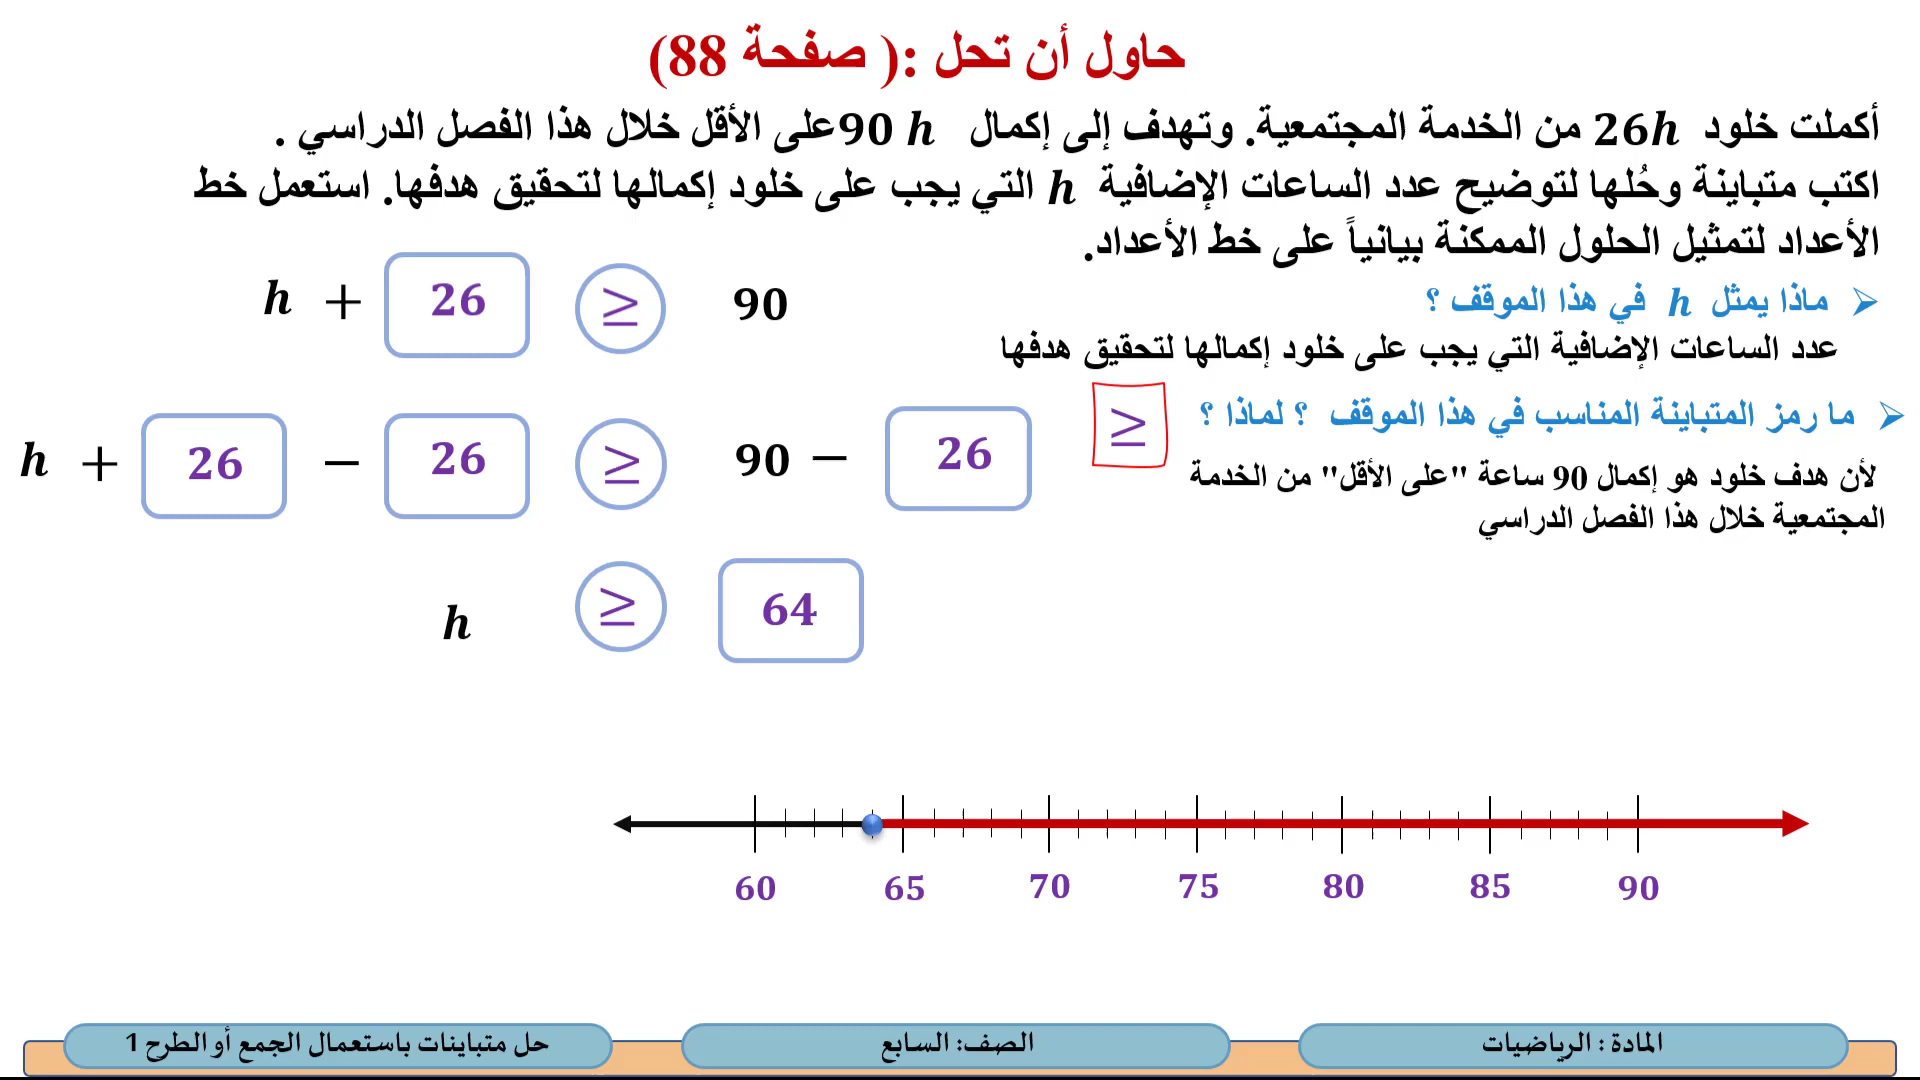 حاول أن تحل :( صفحة 88)
أكملت خلود 26h من الخدمة المجتمعية. وتهدف إلى إكمال 90 h على الأقل خلال هذا الفصل الدراسي .
اكتب متباينة وحُلها لتوضيح عدد الساعات الإضافية h التي يجب على خلود إكمالها لتحقيق هدفها. استعمل خط
الأعداد لتمثيل الحلول الممكنة بيانياً على خط الأعداد.
ماذا يمثل h في هذا الموقف ؟
عدد الساعات الإضافية التي يجب على خلود إكمالها لتحقيق هدفها
ما رمز المتباينة المناسب في هذا الموقف ؟ لماذا ؟
≥
لأن هدف خلود هو إكمال 90 ساعة "على الأقل" من الخدمة
المجتمعية خلال هذا الفصل الدراسي
h + 26 ≥ 90
h + 26 − 26 ≥ 90 − 26
h ≥ 64
60 65 70 75 80 85 90
المادة : الرياضيات
الصف: السابع
حل متباينات باستعمال الجمع أو الطرح 1